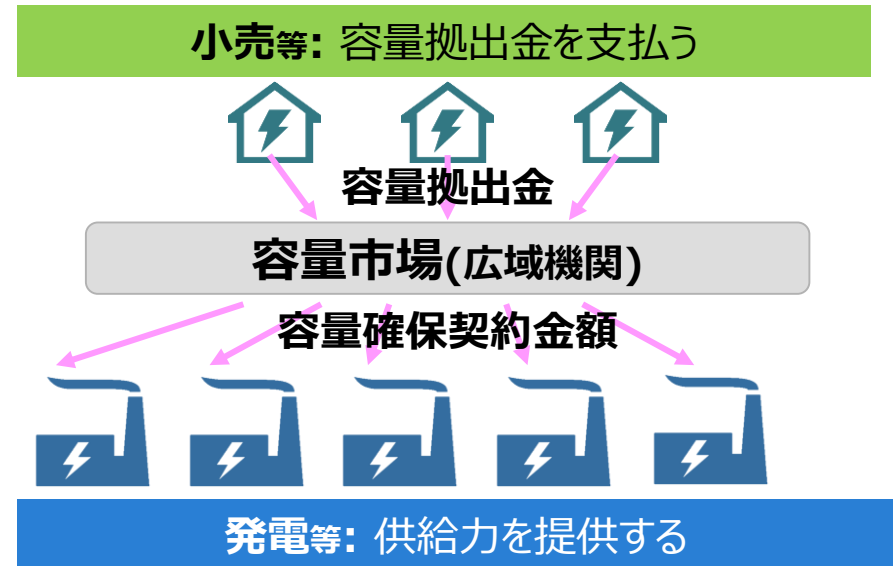 小売等: 容量拠出金を支払う
容量拠出金
容量市場(広域機関)
容量確保契約金額
発電等: 供給力を提供する